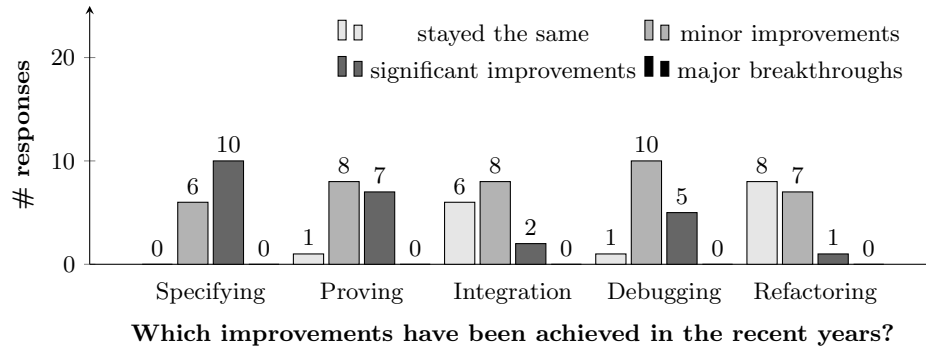 stayed the same minor improvements
significant improvements major breakthroughs
# responses
20
10
0
0 6 10 0 1 8 7 0 6 8 2 0 1 10 5 0 8 7 1 0
Specifying Proving Integration Debugging Refactoring
Which improvements have been achieved in the recent years?